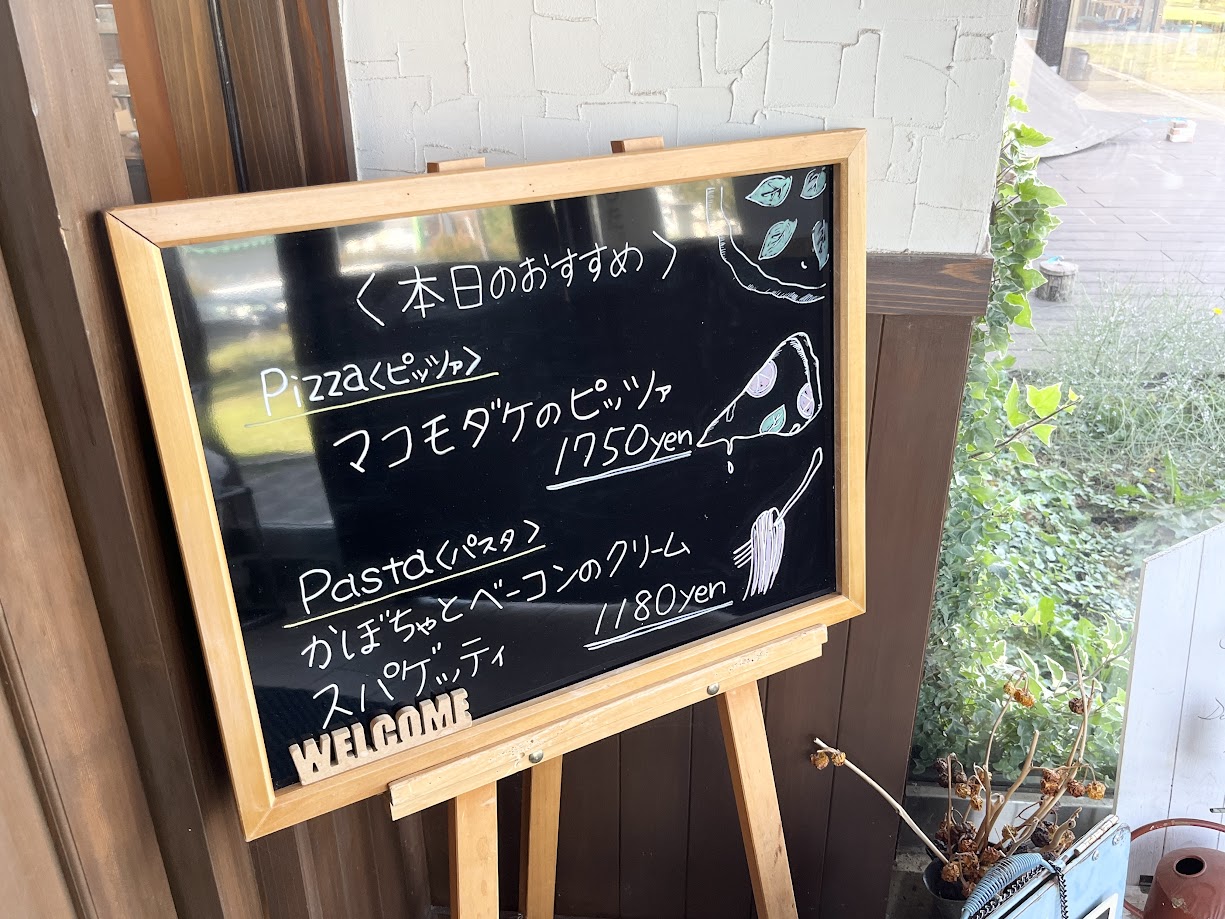 〈本日のおすすめ〉
Pizza〈ピッツァ〉
マコモダケのピッツァ
1750yen
Pasta〈パスタ〉
かぼちゃとベーコンのクリーム
スパゲッティ
1180yen
WELCOME